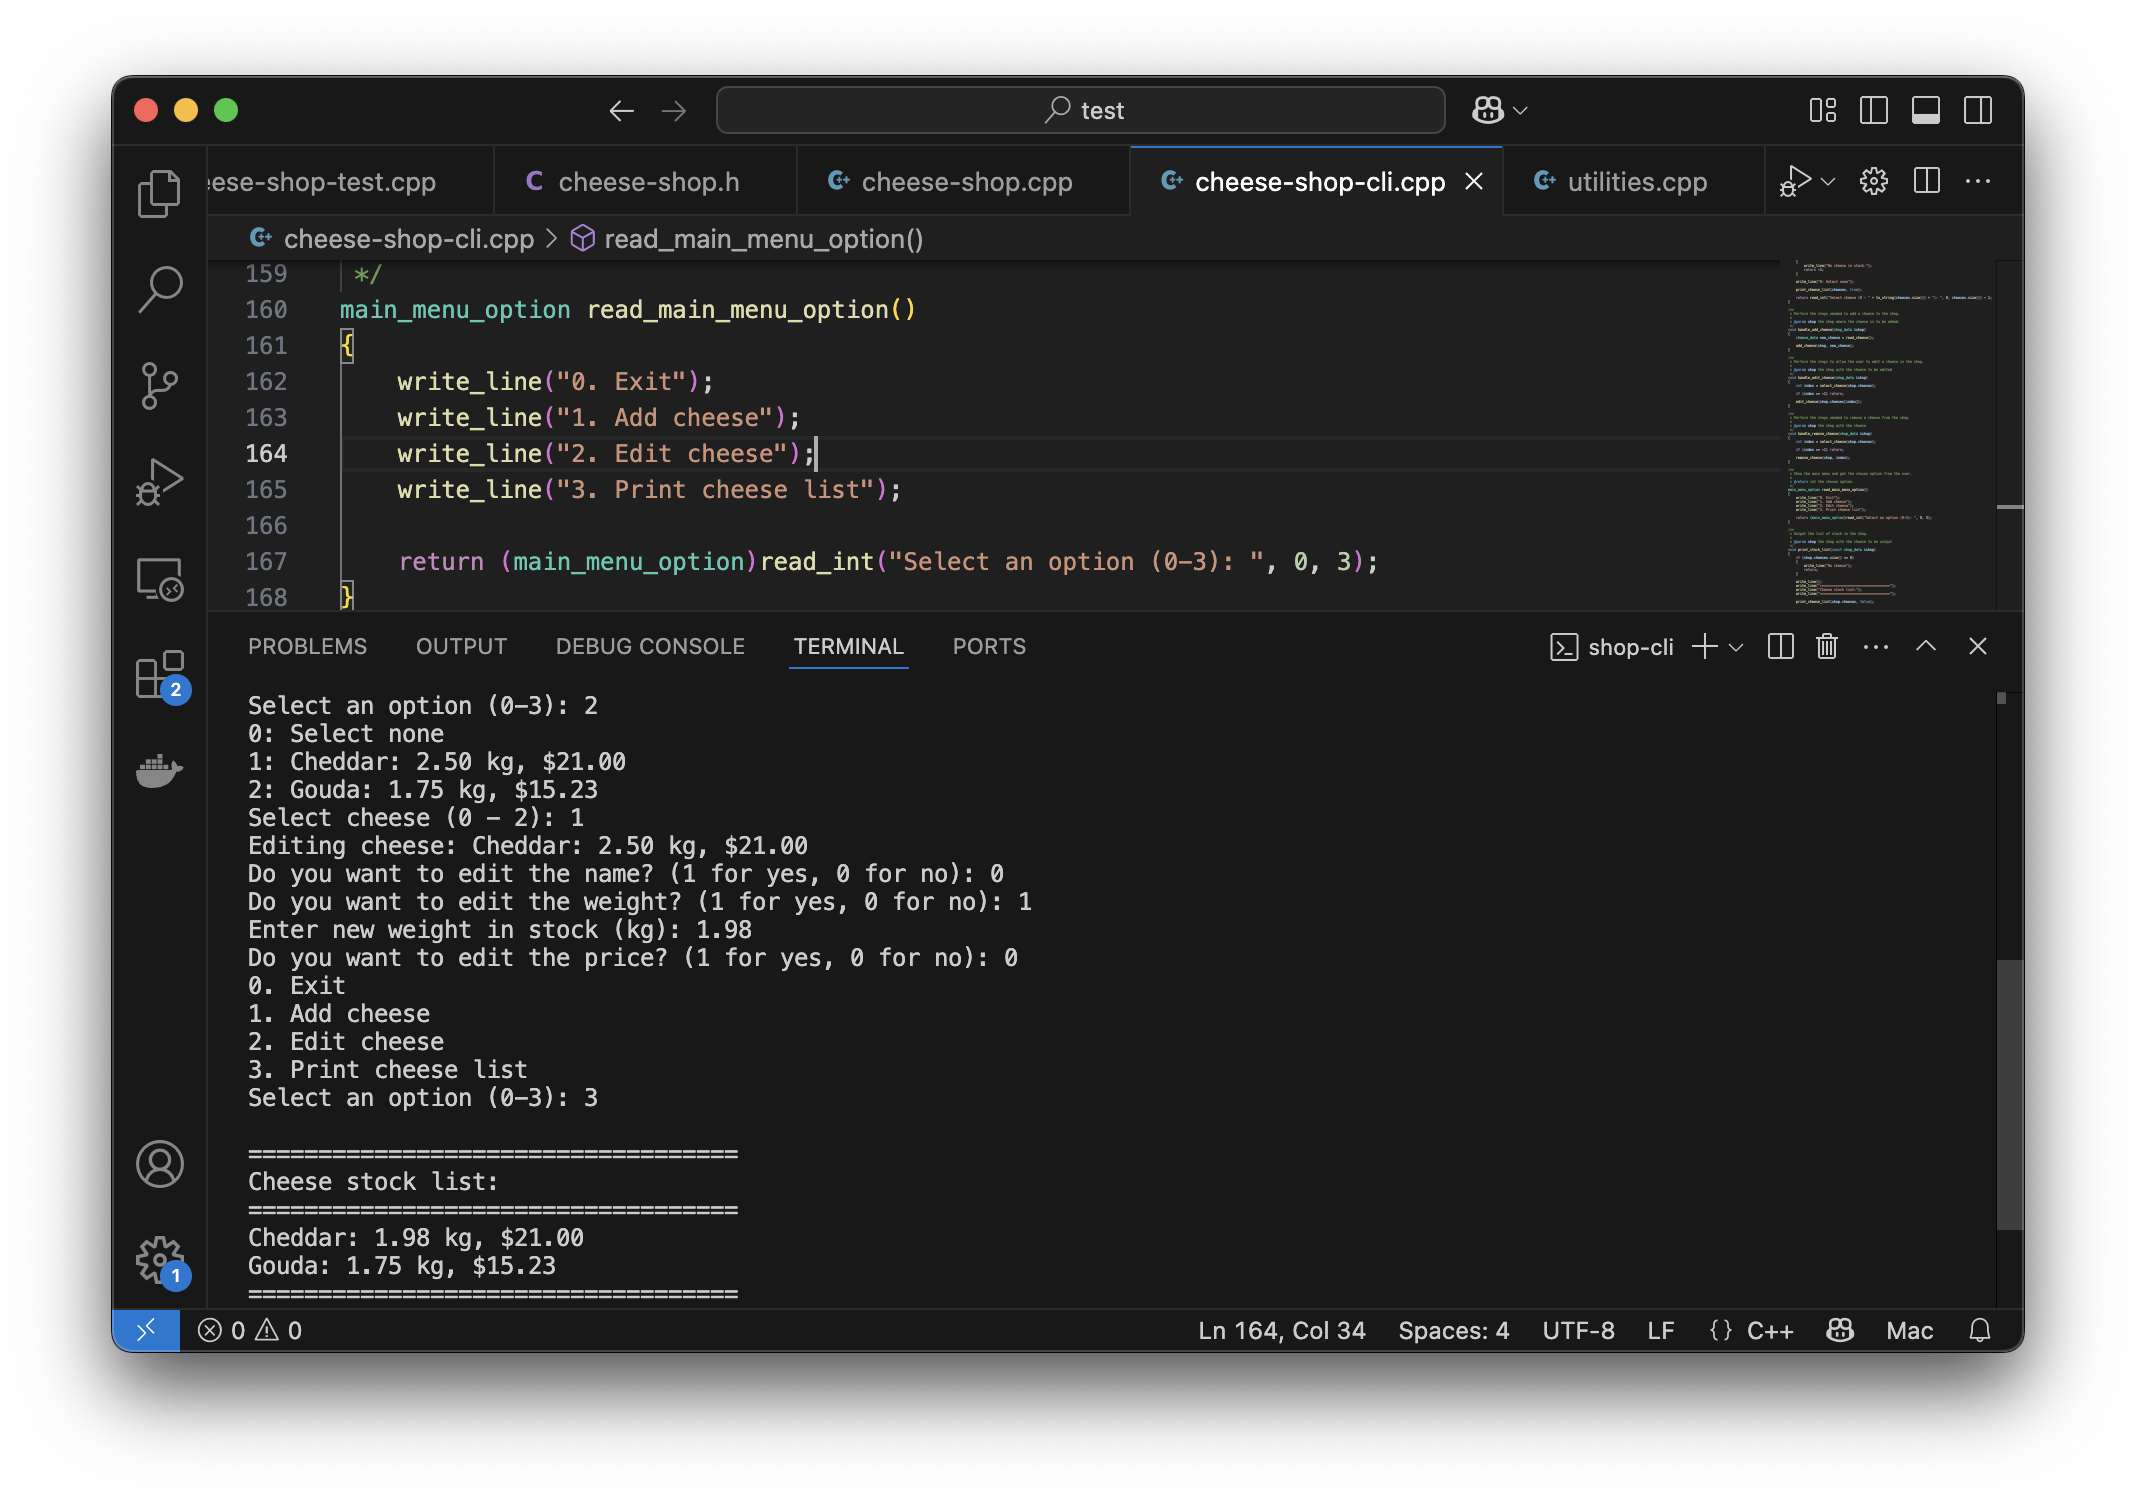 test
ese-shop-test.cpp
cheese-shop.h
cheese-shop.cpp
cheese-shop-cli.cpp
utilities.cpp
cheese-shop-cli.cpp > read_main_menu_option()
159 */
160 main_menu_option read_main_menu_option()
161 {
162 write_line("0. Exit");
163 write_line("1. Add cheese");
164 write_line("2. Edit cheese");
165 write_line("3. Print cheese list");
166
167 return (main_menu_option)read_int("Select an option (0-3): ", 0, 3);
168 }
PROBLEMS OUTPUT DEBUG CONSOLE TERMINAL PORTS
shop-cli
Select an option (0-3): 2
0: Select none
1: Cheddar: 2.50 kg, $21.00
2: Gouda: 1.75 kg, $15.23
Select cheese (0 - 2): 1
Editing cheese: Cheddar: 2.50 kg, $21.00
Do you want to edit the name? (1 for yes, 0 for no): 0
Do you want to edit the weight? (1 for yes, 0 for no): 1
Enter new weight in stock (kg): 1.98
Do you want to edit the price? (1 for yes, 0 for no): 0
0. Exit
1. Add cheese
2. Edit cheese
3. Print cheese list
Select an option (0-3): 3
===================================
Cheese stock list:
===================================
Cheddar: 1.98 kg, $21.00
Gouda: 1.75 kg, $15.23
===================================
2
1
0 0
Ln 164, Col 34 Spaces: 4 UTF-8 LF {} C++ Mac